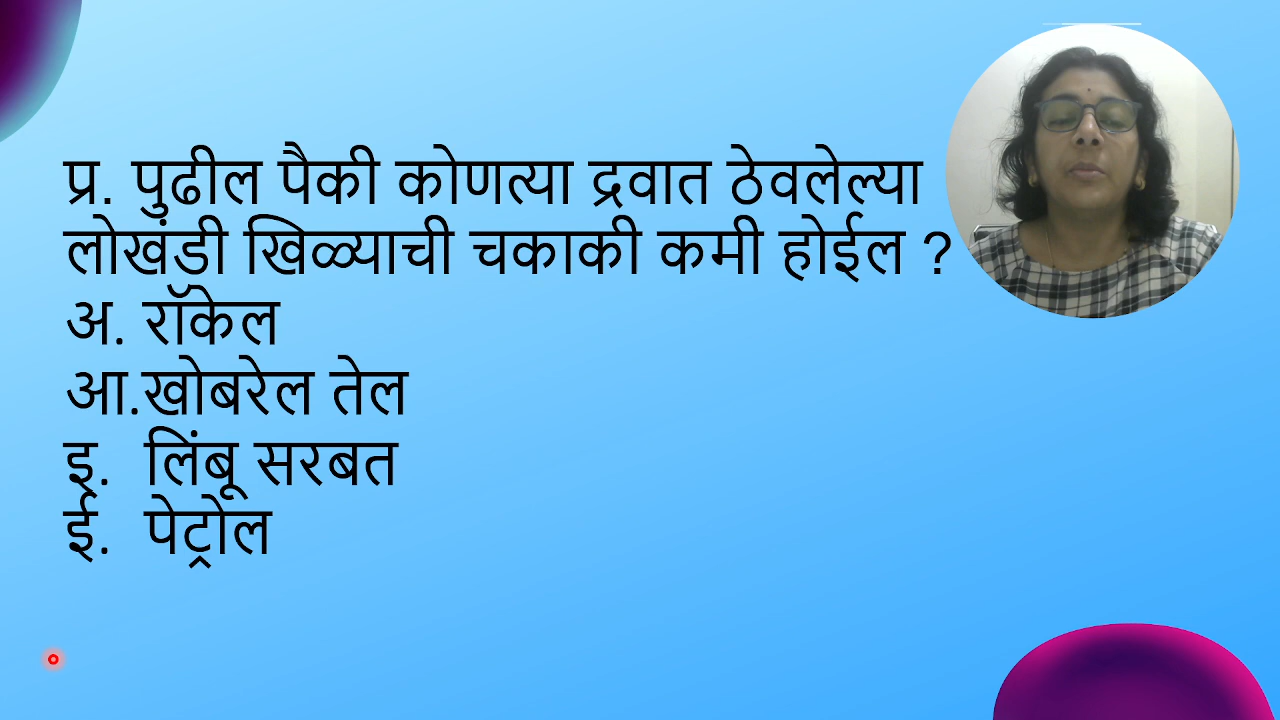 प्र. पुढील पैकी कोणत्या द्रवात ठेवलेल्या
लोखंडी खिळ्याची चकाकी कमी होईल ?
अ. रॉकेल
आ.खोबरेल तेल
इ. लिंबू सरबत
ई. पेट्रोल